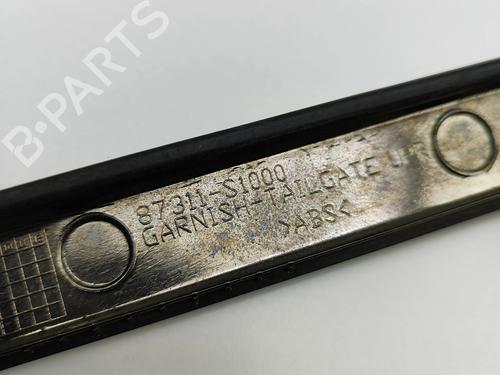 B-PARTS
87311-S1000
GARNISH-TAILGATE
>ABS<